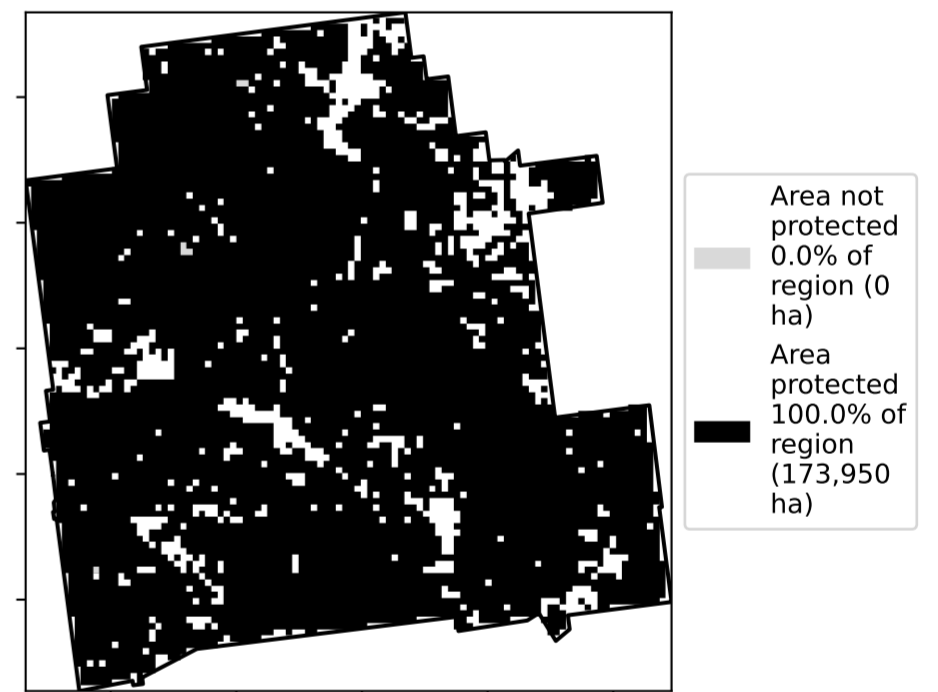 Area not
protected
0.0% of
region (0
ha)
Area
protected
100.0% of
region
(173,950
ha)